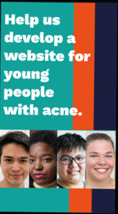 Help us
develop a
website for
young
people
with acne.